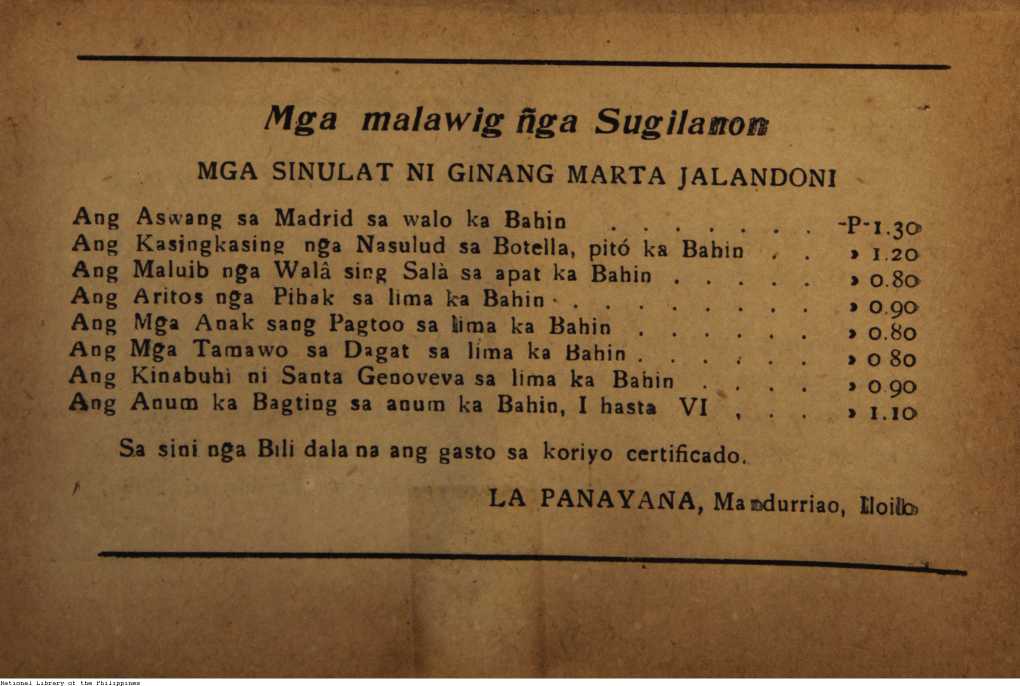 Mga malawig ñga Sugilanon
MGA SINULAT NI GINANG MARTA JALANDONI
Ang Aswang sa Madrid sa walo ka Bahin . . . . . . . -P-1.30
Ang Kasingkasing nga Nasulud sa Botella, pitó ka Bahin . . » 1.20
Ang Maluib nga Walâ sing Salà sa apat ka Bahin . . . . . » 0.80
Ang Aritos nga Pihak sa lima ka Bahin . . . . . . . » 0.90
Ang Mga Anak sang Pagtoo sa lima ka Bahin . . . . . . » 0.80
Ang Mga Tamawo sa Dagat sa lima ka Bahin . . . . . . » 0 80
Ang Kinabuhì ni Santa Genoveva sa lima ka Bahin . . . . » 0.90
Ang Anum ka Bagting sa anum ka Bahin, I hasta VI , . . » 1.10
Sa sini nga Bili dala na ang gasto sa koriyo certificado.
LA PANAYANA, Mandurriao, Iloilo
National Library of the Philippines